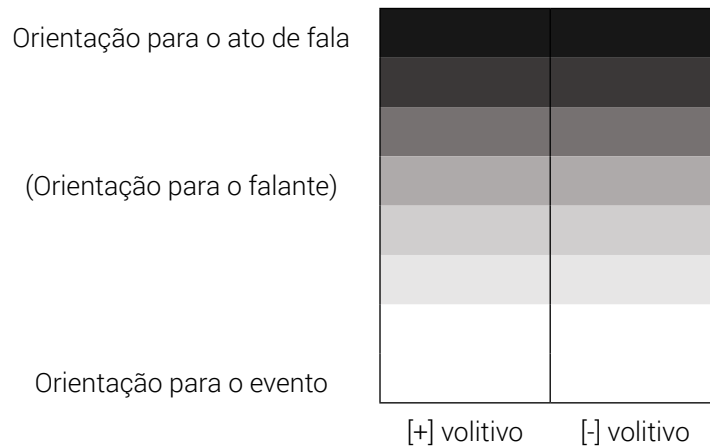 Orientação para o ato de fala
(Orientação para o falante)
Orientação para o evento
[+] volitivo [-] volitivo